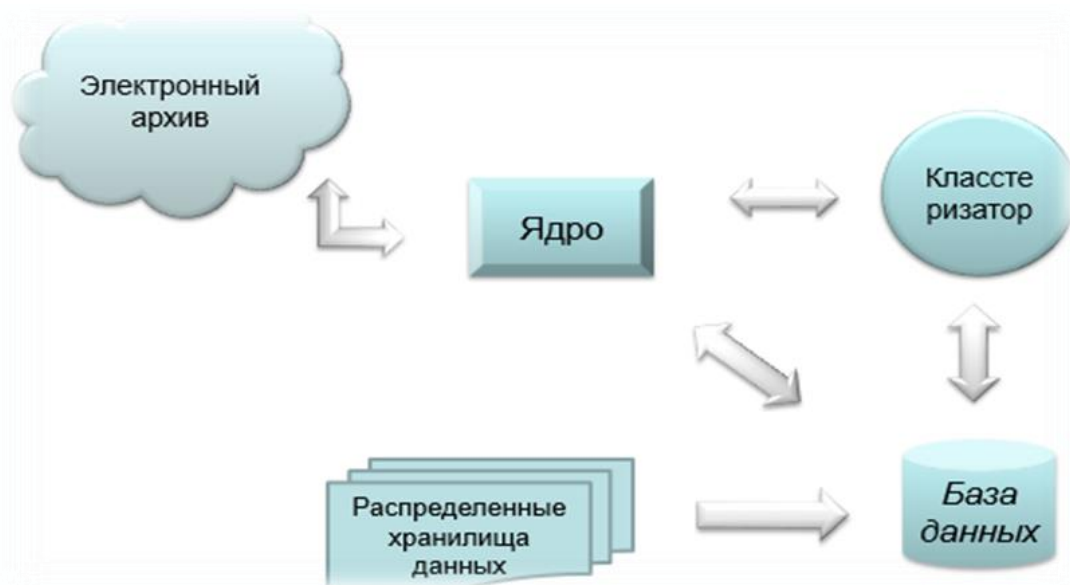 Электронный
архив
Ядро
Классте
ризатор
Распределенные
хранилища
данных
База
данных